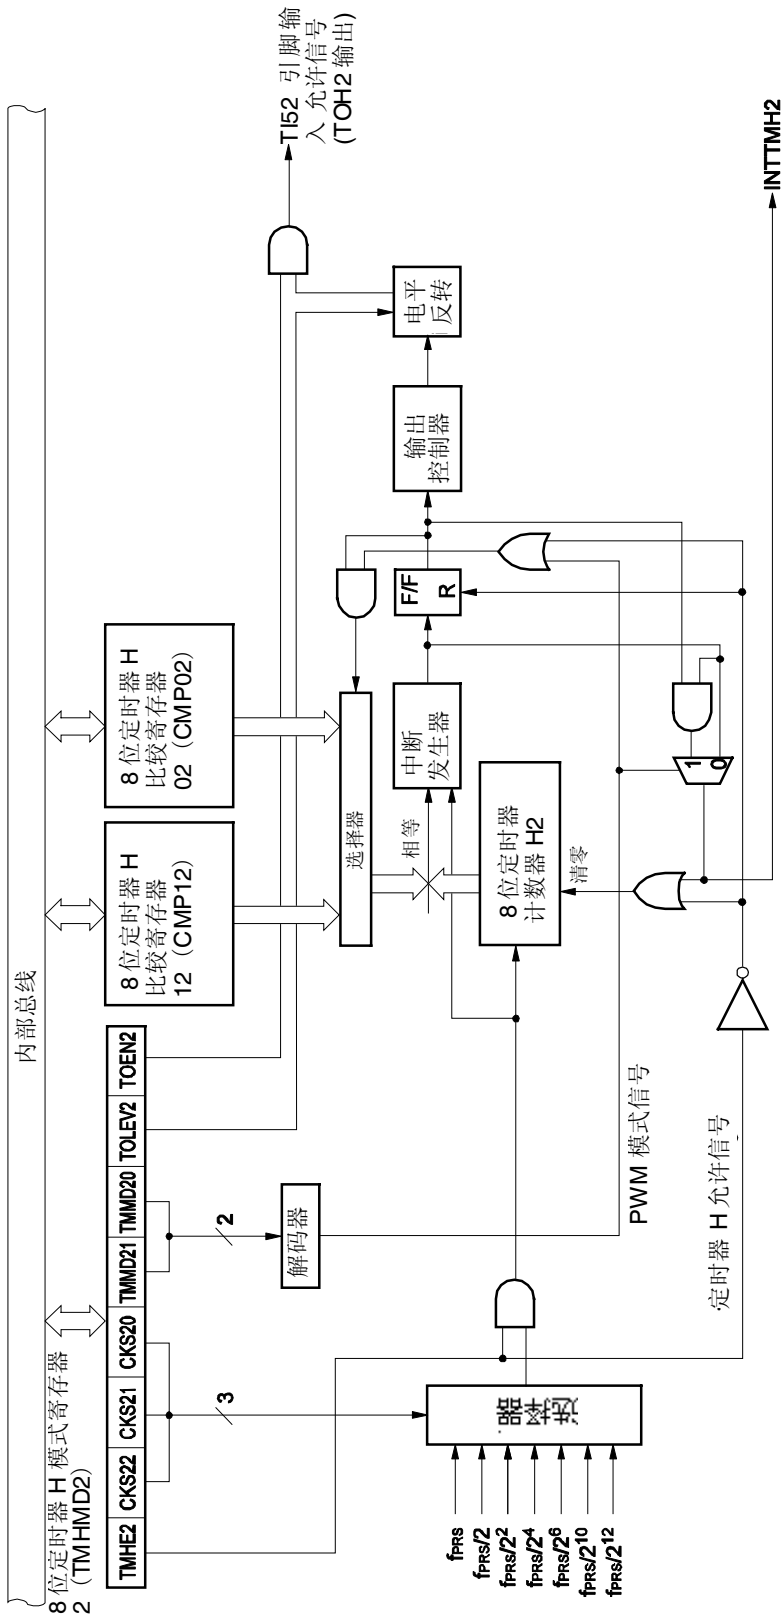 内部总线
8 位定时器 H 模式寄存器
2（TMHMD2）
TMHE2
CKS22
CKS21
CKS20
TMMD21
TMMD20
TOLEV2
TOEN2
8 位定时器 H
比较寄存器
12（CMP12）
8 位定时器 H
比较寄存器
02（CMP02）
3
2
解码器
TI52 引脚输
入 允许信号
(TOH2 输出)
选择器
相等
中断
发生器
F/F
R
输出
控制器
电平
反转
fPRS
fPRS/2
fPRS/2²
fPRS/2⁴
fPRS/2⁶
fPRS/2¹⁰
fPRS/2¹²
选择器
8 位定时器
计数器 H2
清零
PWM 模式信号
1
0
定时器 H 允许信号
INTTMH2